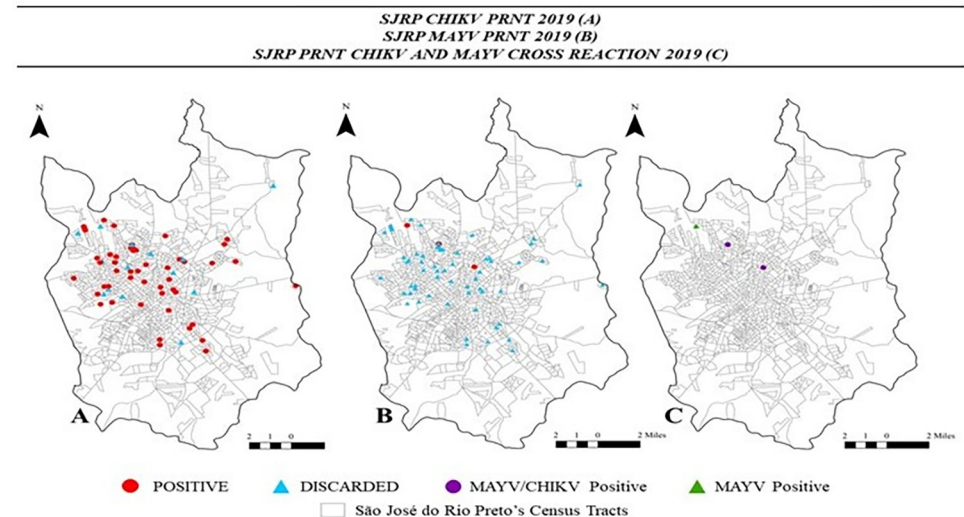 SJRP CHIKV PRNT 2019 (A)
SJRP MAYV PRNT 2019 (B)
SJRP PRNT CHIKV AND MAYV CROSS REACTION 2019 (C)
N N N
A B C
2 1 0 2 1 0 2 Miles 2 1 0 2 Miles
POSITIVE DISCARDED MAYV/CHIKV Positive MAYV Positive
São José do Rio Preto's Census Tracts